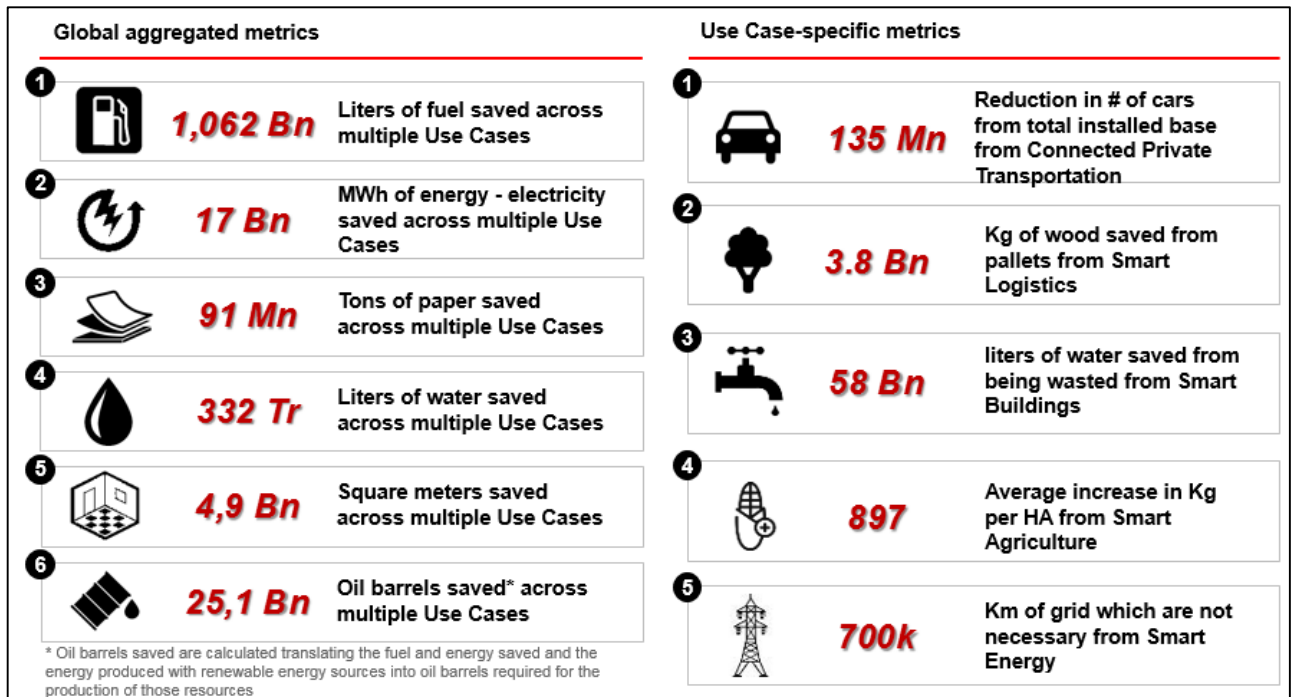 Global aggregated metrics
1
1,062 Bn
Liters of fuel saved across
multiple Use Cases
2
17 Bn
MWh of energy - electricity
saved across multiple Use
Cases
3
91 Mn
Tons of paper saved
across multiple Use Cases
4
332 Tr
Liters of water saved
across multiple Use Cases
5
4,9 Bn
Square meters saved
across multiple Use Cases
6
25,1 Bn
Oil barrels saved* across
multiple Use Cases
* Oil barrels saved are calculated translating the fuel and energy saved and the
energy produced with renewable energy sources into oil barrels required for the
production of those resources
Use Case-specific metrics
1
135 Mn
Reduction in # of cars
from total installed base
from Connected Private
Transportation
2
3.8 Bn
Kg of wood saved from
pallets from Smart
Logistics
3
58 Bn
liters of water saved from
being wasted from Smart
Buildings
4
897
Average increase in Kg
per HA from Smart
Agriculture
5
700k
Km of grid which are not
necessary from Smart
Energy